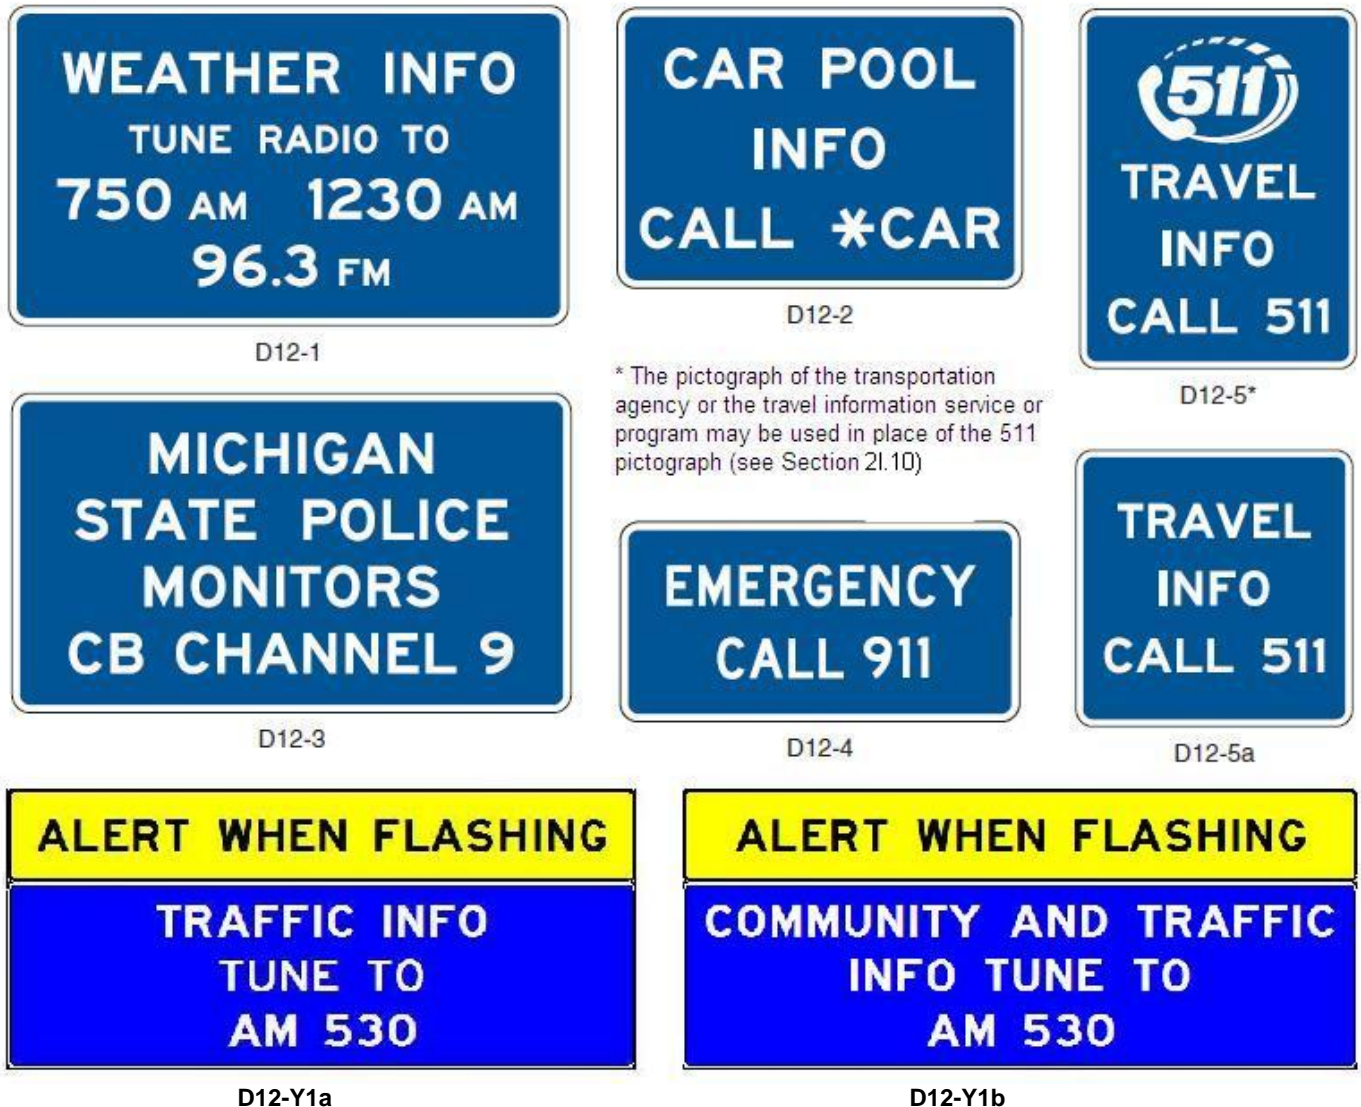 WEATHER INFO
TUNE RADIO TO
750 AM 1230 AM
96.3 FM
D12-1
CAR POOL
INFO
CALL *CAR
D12-2
511
TRAVEL
INFO
CALL 511
D12-5*
* The pictograph of the transportation
agency or the travel information service or
program may be used in place of the 511
pictograph (see Section 2I.10)
MICHIGAN
STATE POLICE
MONITORS
CB CHANNEL 9
D12-3
EMERGENCY
CALL 911
D12-4
TRAVEL
INFO
CALL 511
D12-5a
ALERT WHEN FLASHING
TRAFFIC INFO
TUNE TO
AM 530
D12-Y1a
ALERT WHEN FLASHING
COMMUNITY AND TRAFFIC
INFO TUNE TO
AM 530
D12-Y1b